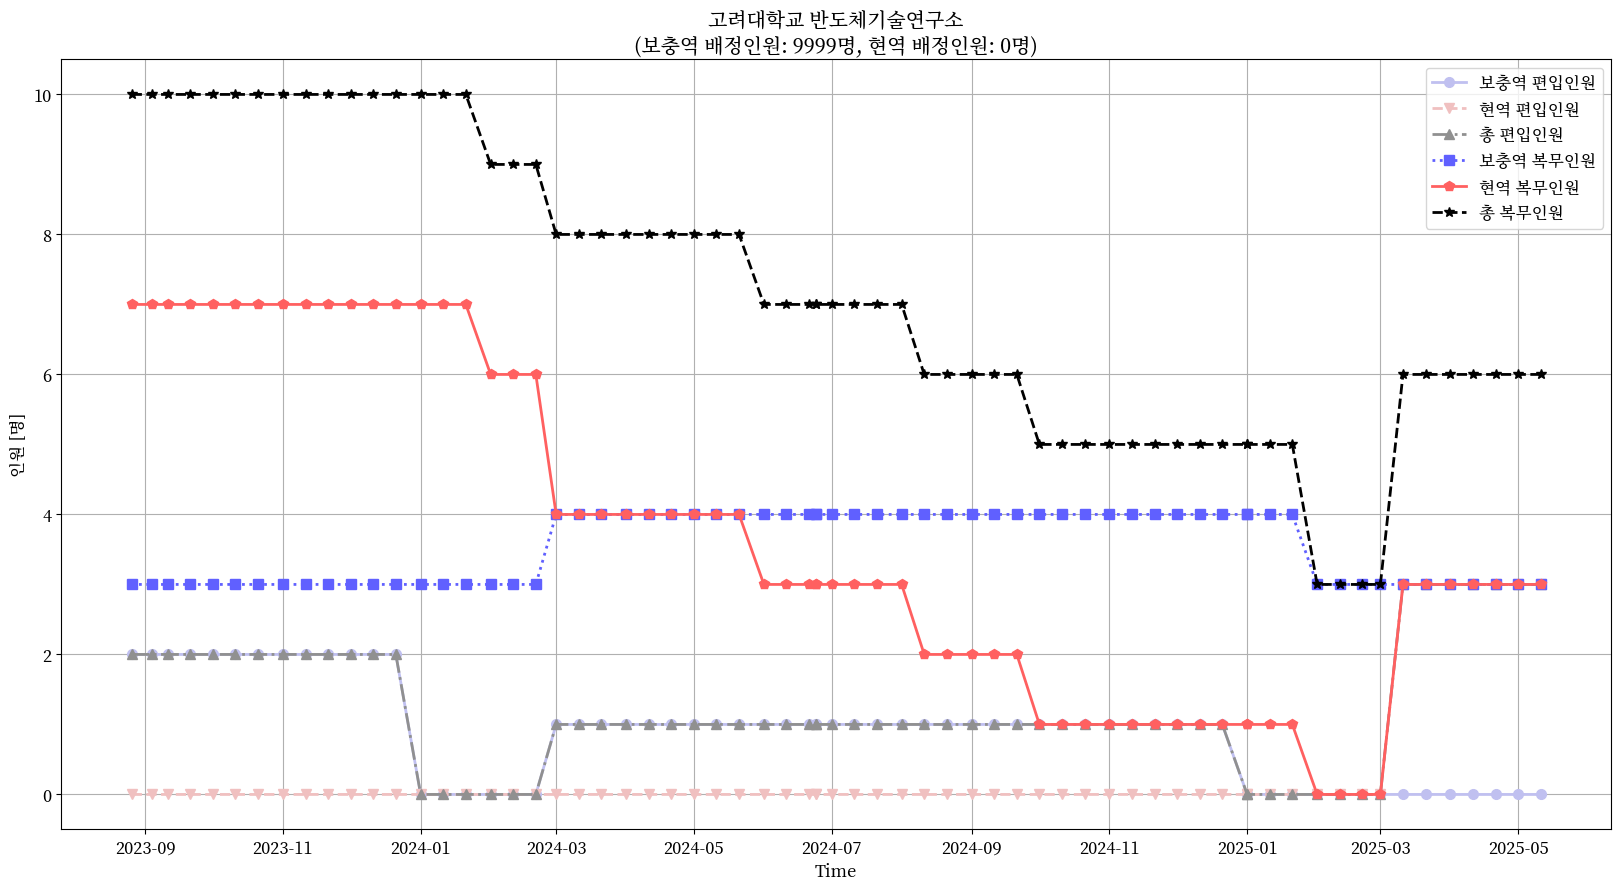 고려대학교 반도체기술연구소
(보충역 배정인원: 9999명, 현역 배정인원: 0명)
보충역 편입인원
현역 편입인원
총 편입인원
보충역 복무인원
현역 복무인원
총 복무인원
인원 [명]
10
8
6
4
2
0
2023-09
2023-11
2024-01
2024-03
2024-05
2024-07
2024-09
2024-11
2025-01
2025-03
2025-05
Time